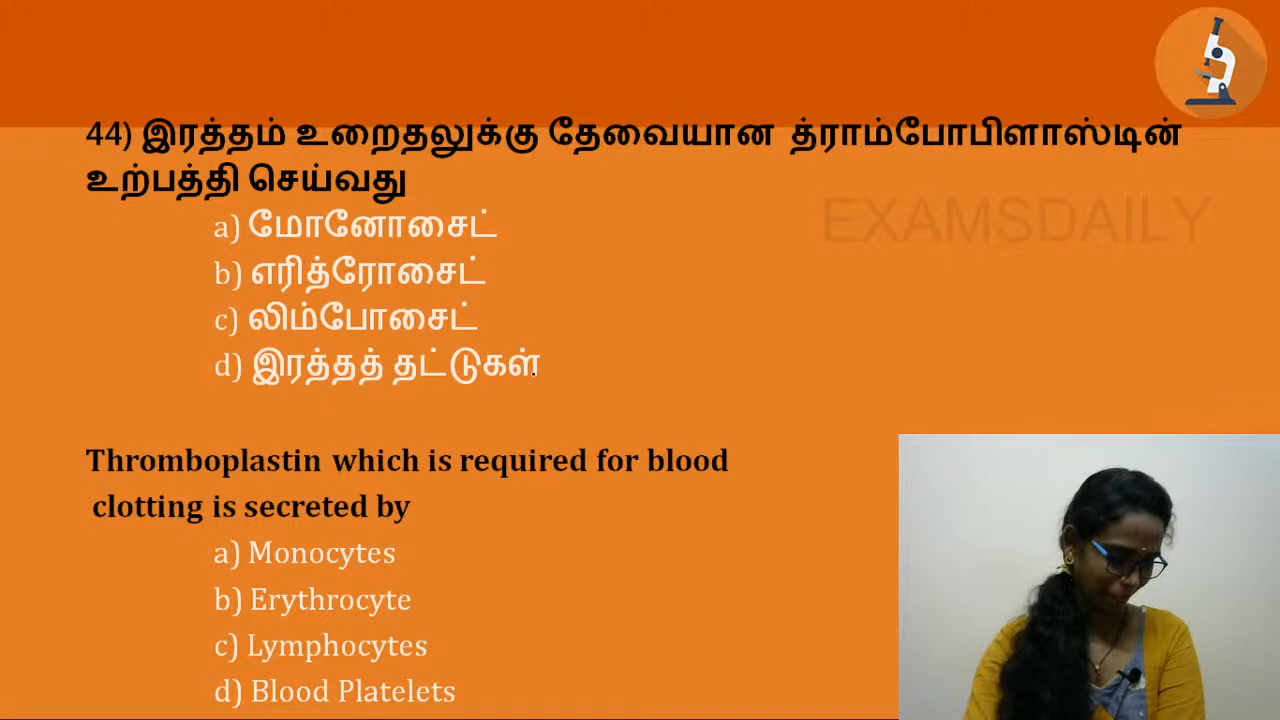 44) இரத்தம் உறைதலுக்கு தேவையான த்ராம்போபிளாஸ்டின்
உற்பத்தி செய்வது
a) மோனோசைட்
EXAMSDAILY
b) எரித்ரோசைட்
c) லிம்போசைட்
d) இரத்தத் தட்டுகள்
Thromboplastin which is required for blood
clotting is secreted by
a) Monocytes
b) Erythrocyte
c) Lymphocytes
d) Blood Platelets